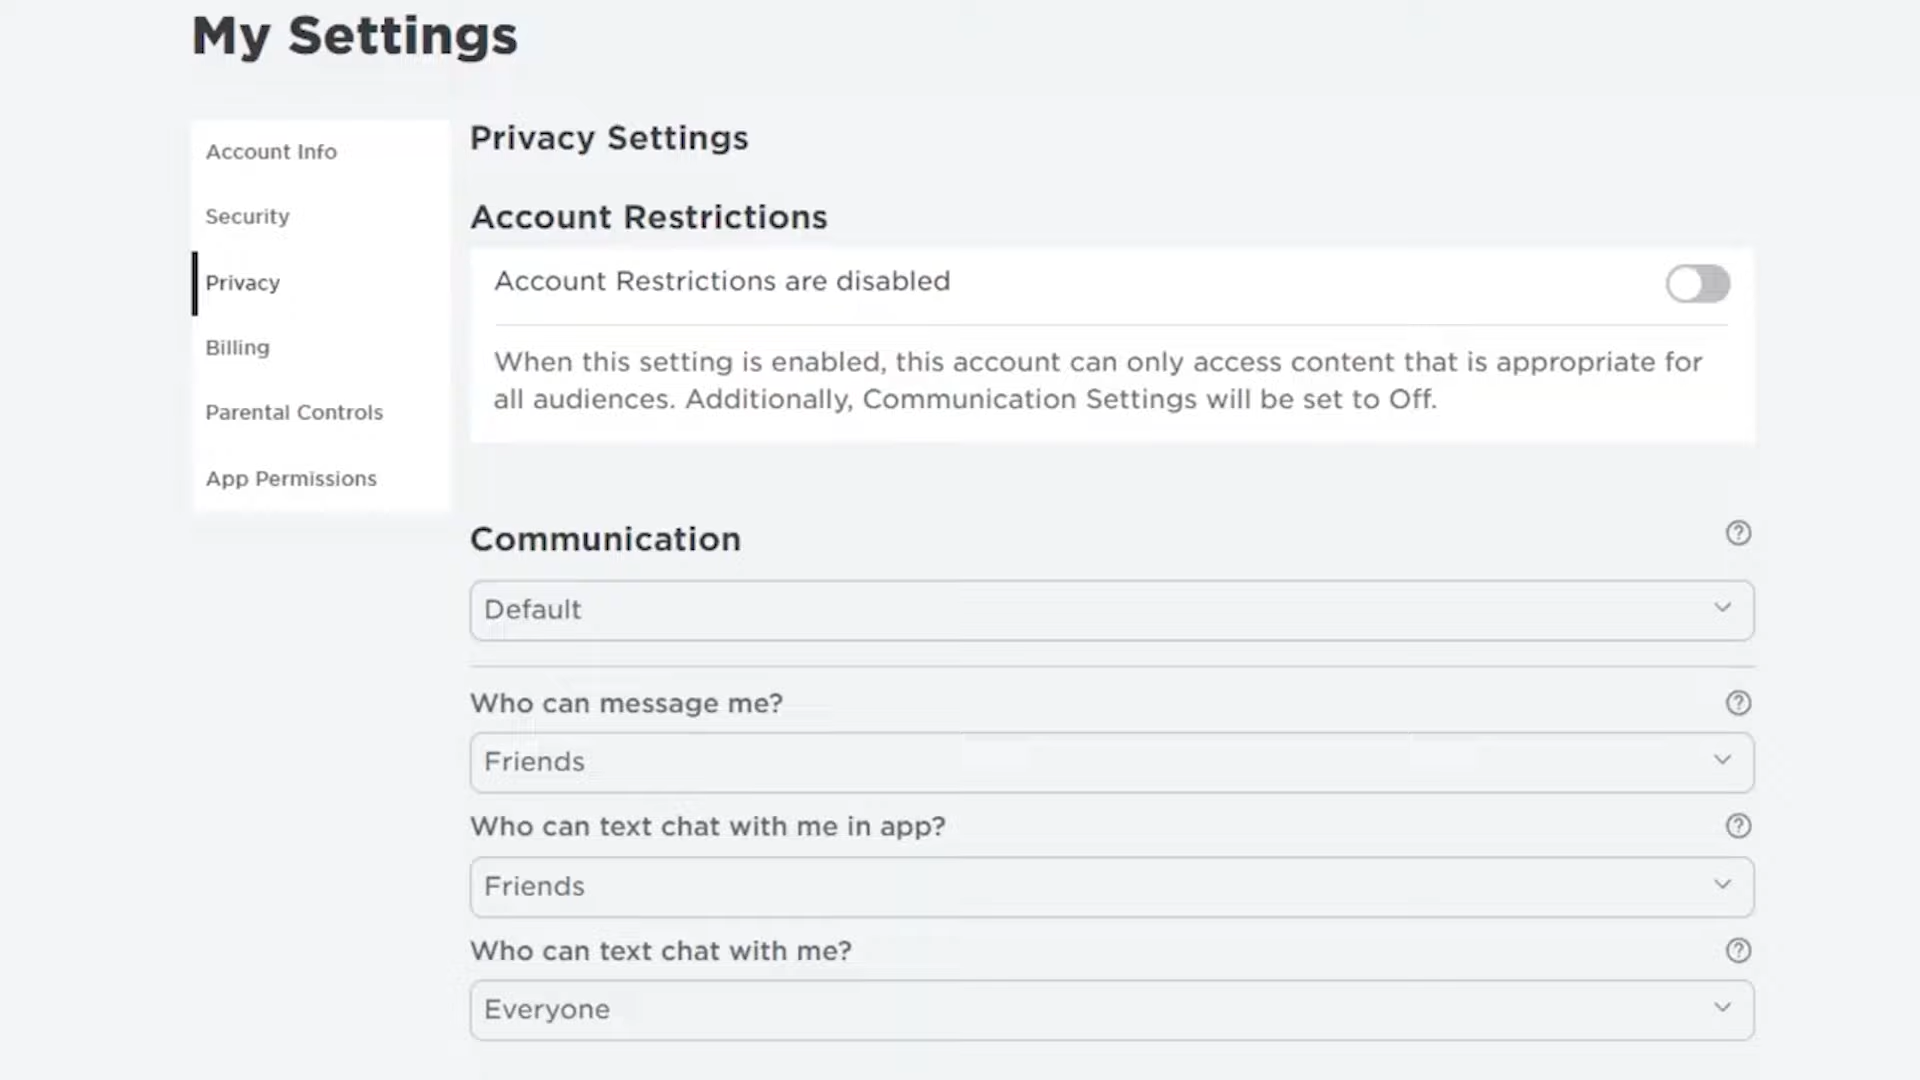 My Settings
Account Info
Security
Privacy
Billing
Parental Controls
App Permissions
Privacy Settings
Account Restrictions
Account Restrictions are disabled
When this setting is enabled, this account can only access content that is appropriate for
all audiences. Additionally, Communication Settings will be set to Off.
Communication
Default
Who can message me?
Friends
Who can text chat with me in app?
Friends
Who can text chat with me?
Everyone